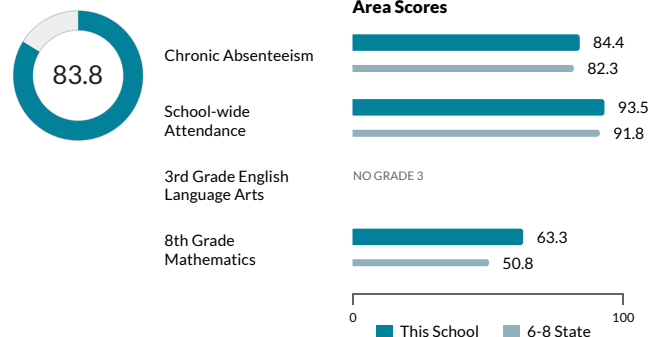 Area Scores
83.8
Chronic Absenteeism
84.4
82.3
School-wide
Attendance
93.5
91.8
3rd Grade English
Language Arts
NO GRADE 3
8th Grade
Mathematics
63.3
50.8
0
100
This School
6-8 State